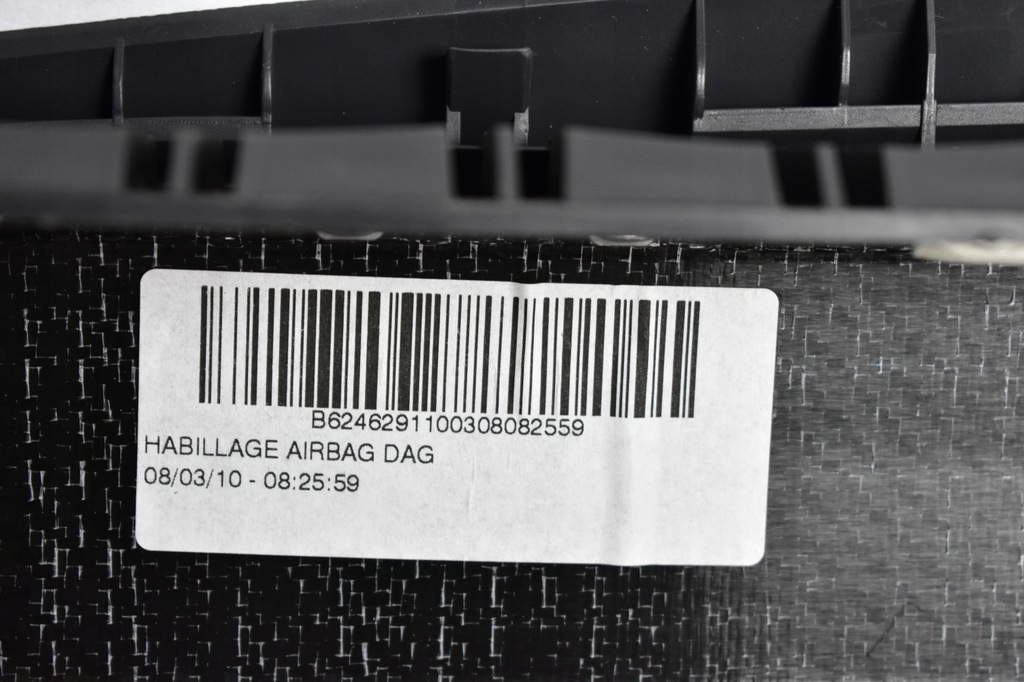 B6246291100308082559
HABILLAGE AIRBAG DAG
08/03/10 - 08:25:59